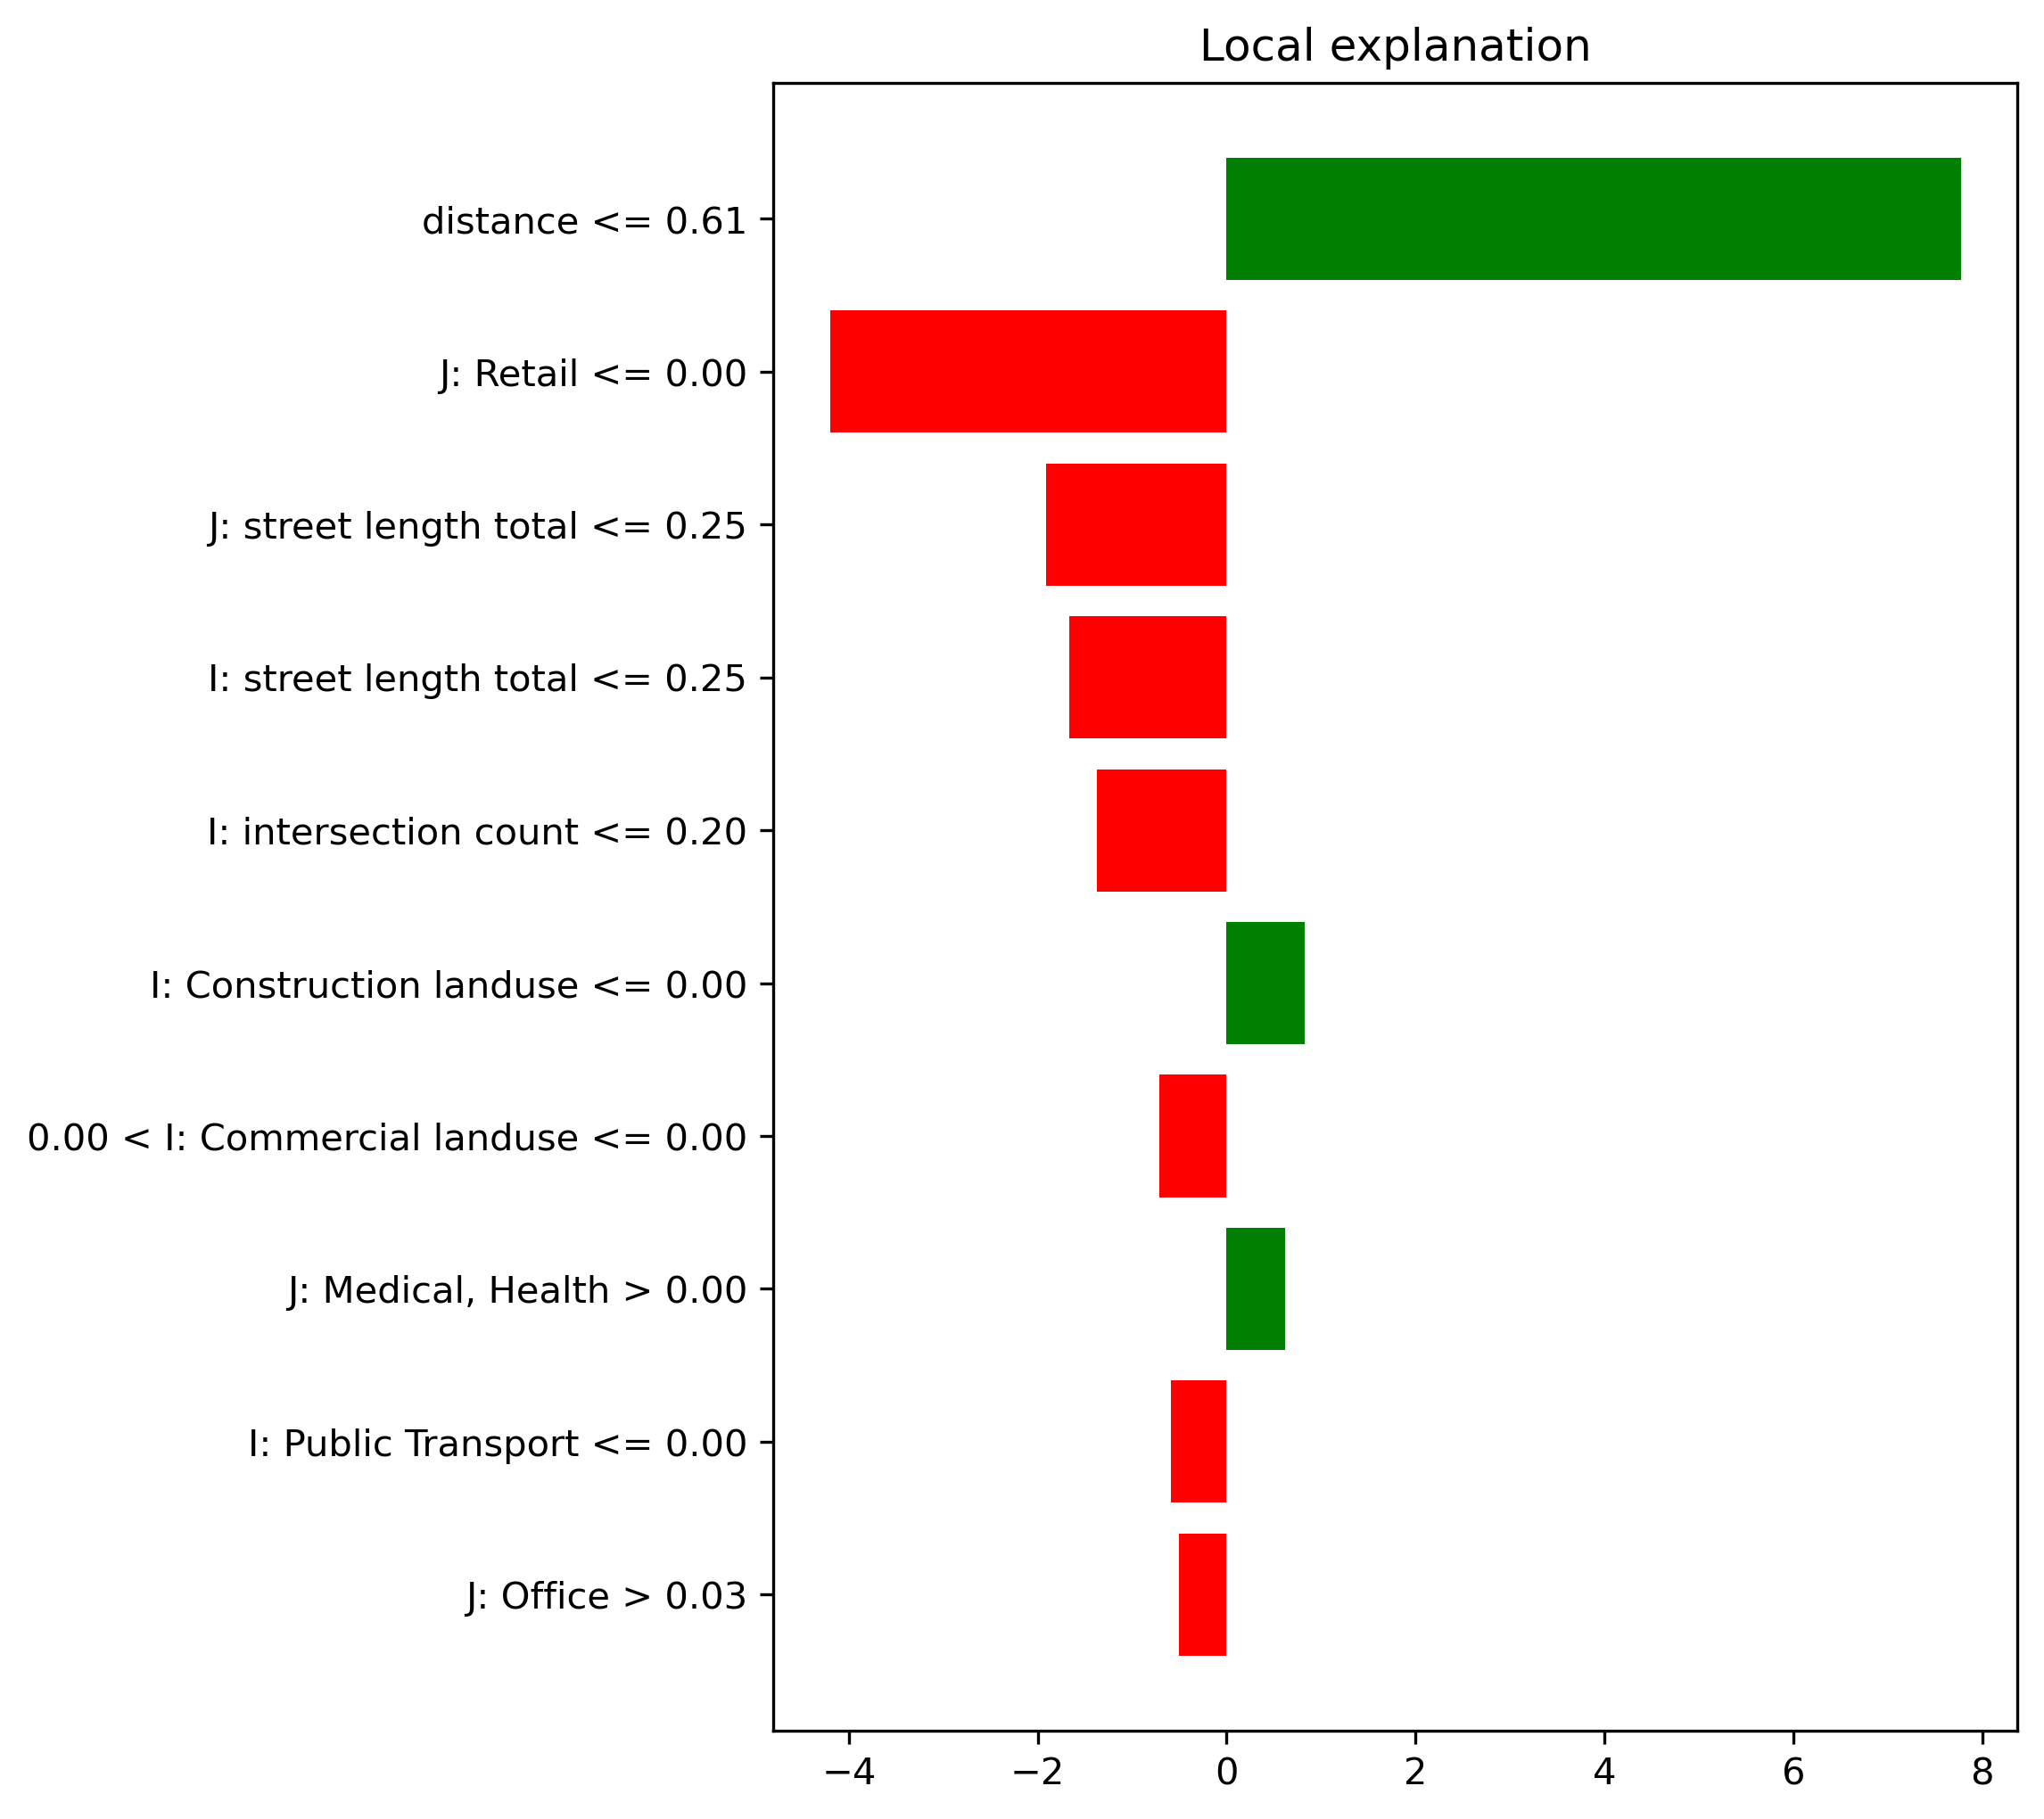 Local explanation
distance <= 0.61
J: Retail <= 0.00
J: street length total <= 0.25
I: street length total <= 0.25
I: intersection count <= 0.20
I: Construction landuse <= 0.00
0.00 < I: Commercial landuse <= 0.00
J: Medical, Health > 0.00
I: Public Transport <= 0.00
J: Office > 0.03
−4 −2 0 2 4 6 8